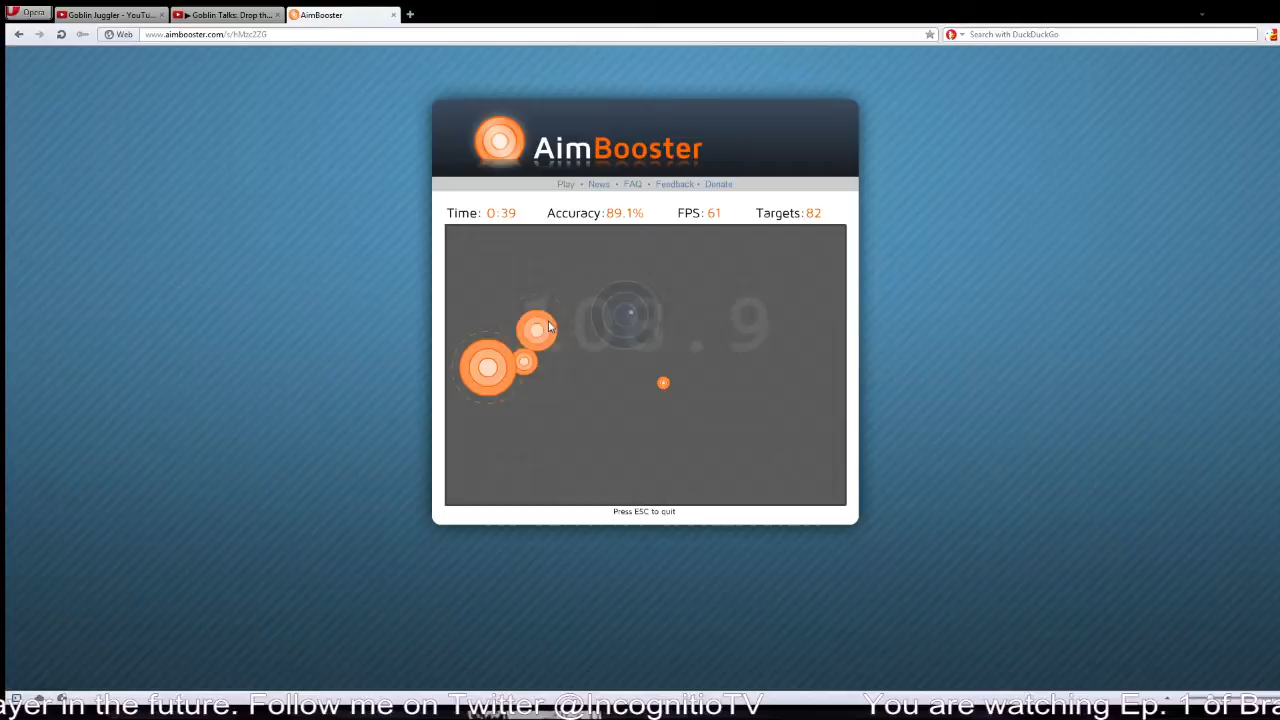 Opera
Goblin Juggler - YouTu...
▶ Goblin Talks: Drop th...
AimBooster
Web
www.aimbooster.com/s/hMzc2ZG
Search with DuckDuckGo
AimBooster
Play • News • FAQ • Feedback • Donate
Time: 0:39 Accuracy: 89.1% FPS: 61 Targets: 82
108.9
Press ESC to quit
ayer in the future. Follow me on Twitter @IncognitioTV You are watching Ep. 1 of Bra